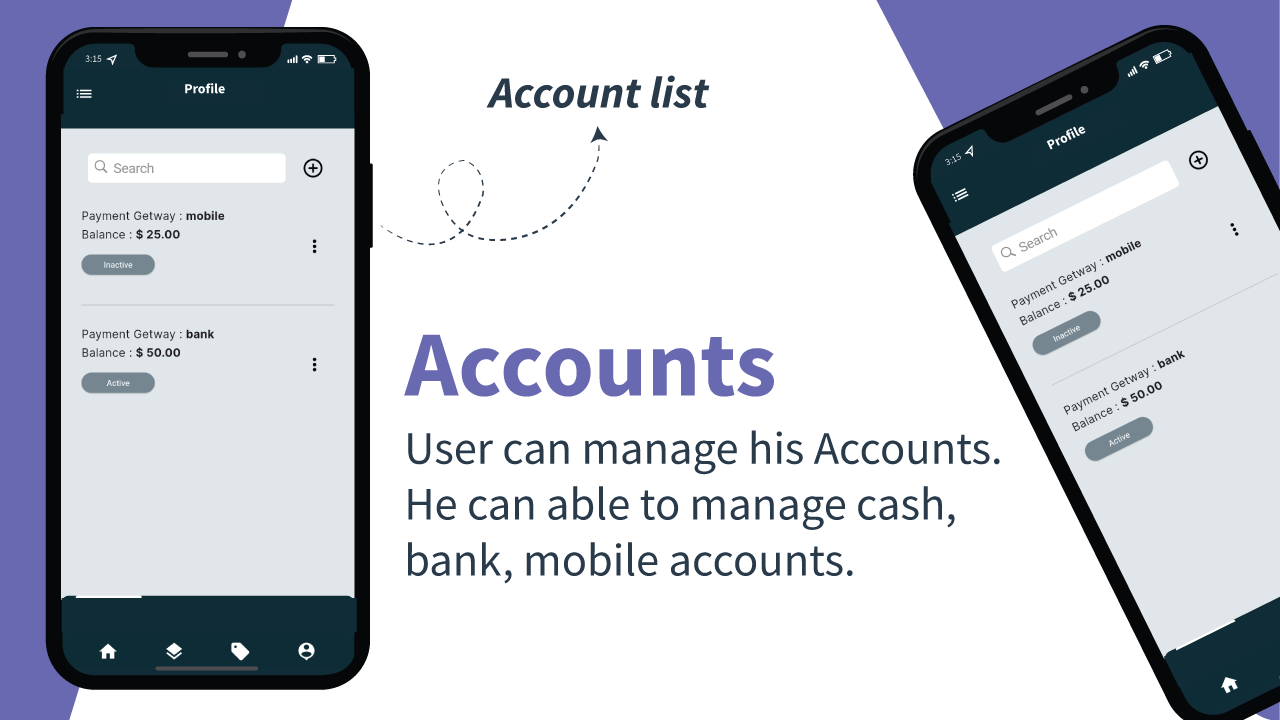 3:15
Profile
Search
Payment Getway : mobile
Balance : $ 25.00
Inactive
Payment Getway : bank
Balance : $ 50.00
Active
Account list
Accounts
User can manage his Accounts.
He can able to manage cash,
bank, mobile accounts.
3:15
Profile
Search
Payment Getway : mobile
Balance : $ 25.00
Inactive
Payment Getway : bank
Balance : $ 50.00
Active